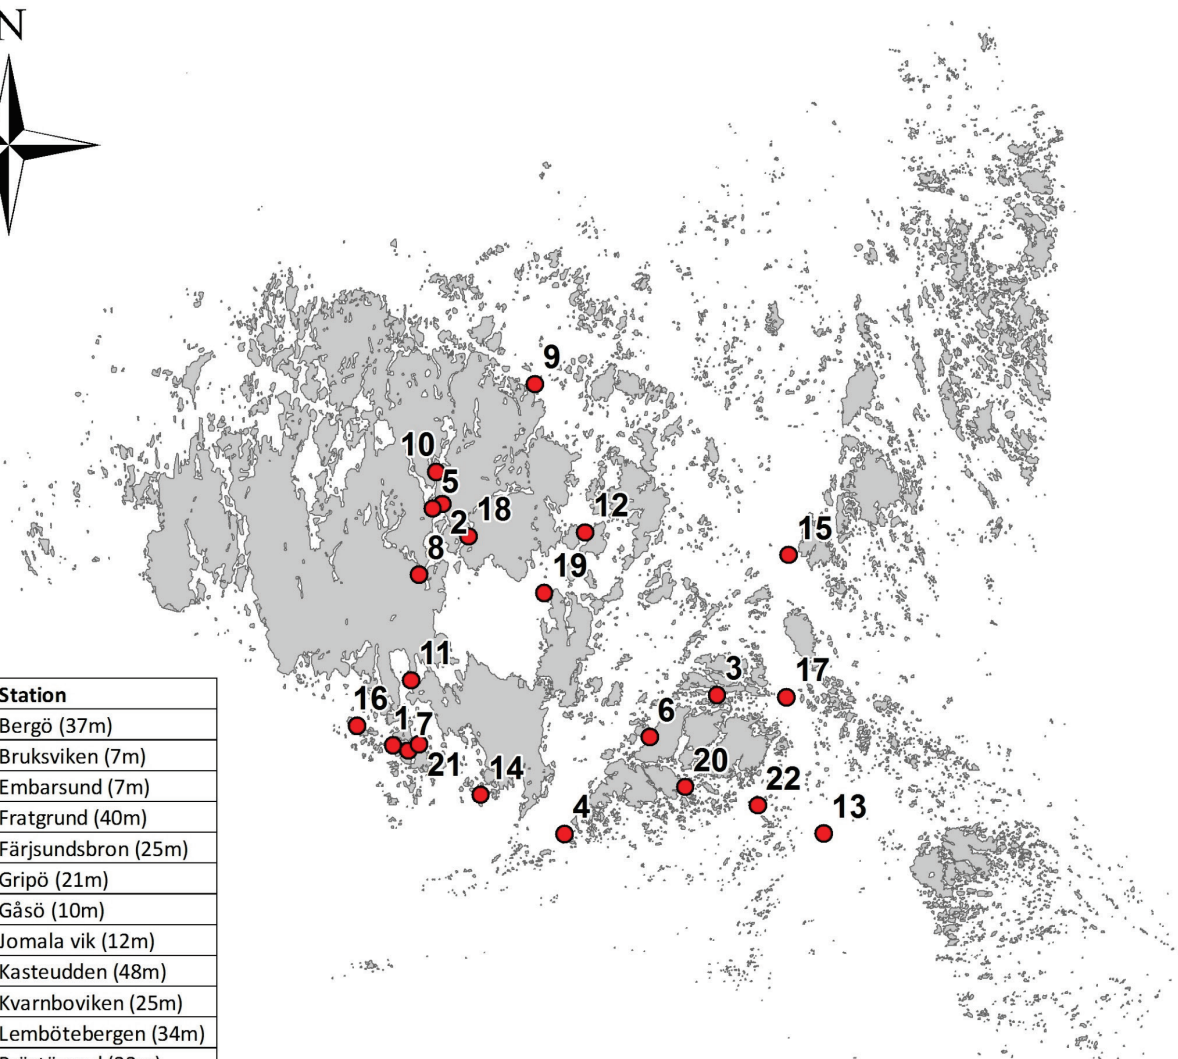 N
9
10
5
18
12
2
15
8
19
11
3
17
16
6
1
7
21
14
20
22
4
13
Station
Bergö (37m)
Bruksviken (7m)
Embarsund (7m)
Fratgrund (40m)
Färjsundsbron (25m)
Gripö (21m)
Gåsö (10m)
Jomala vik (12m)
Kasteudden (48m)
Kvarnboviken (25m)
Lembötebergen (34m)